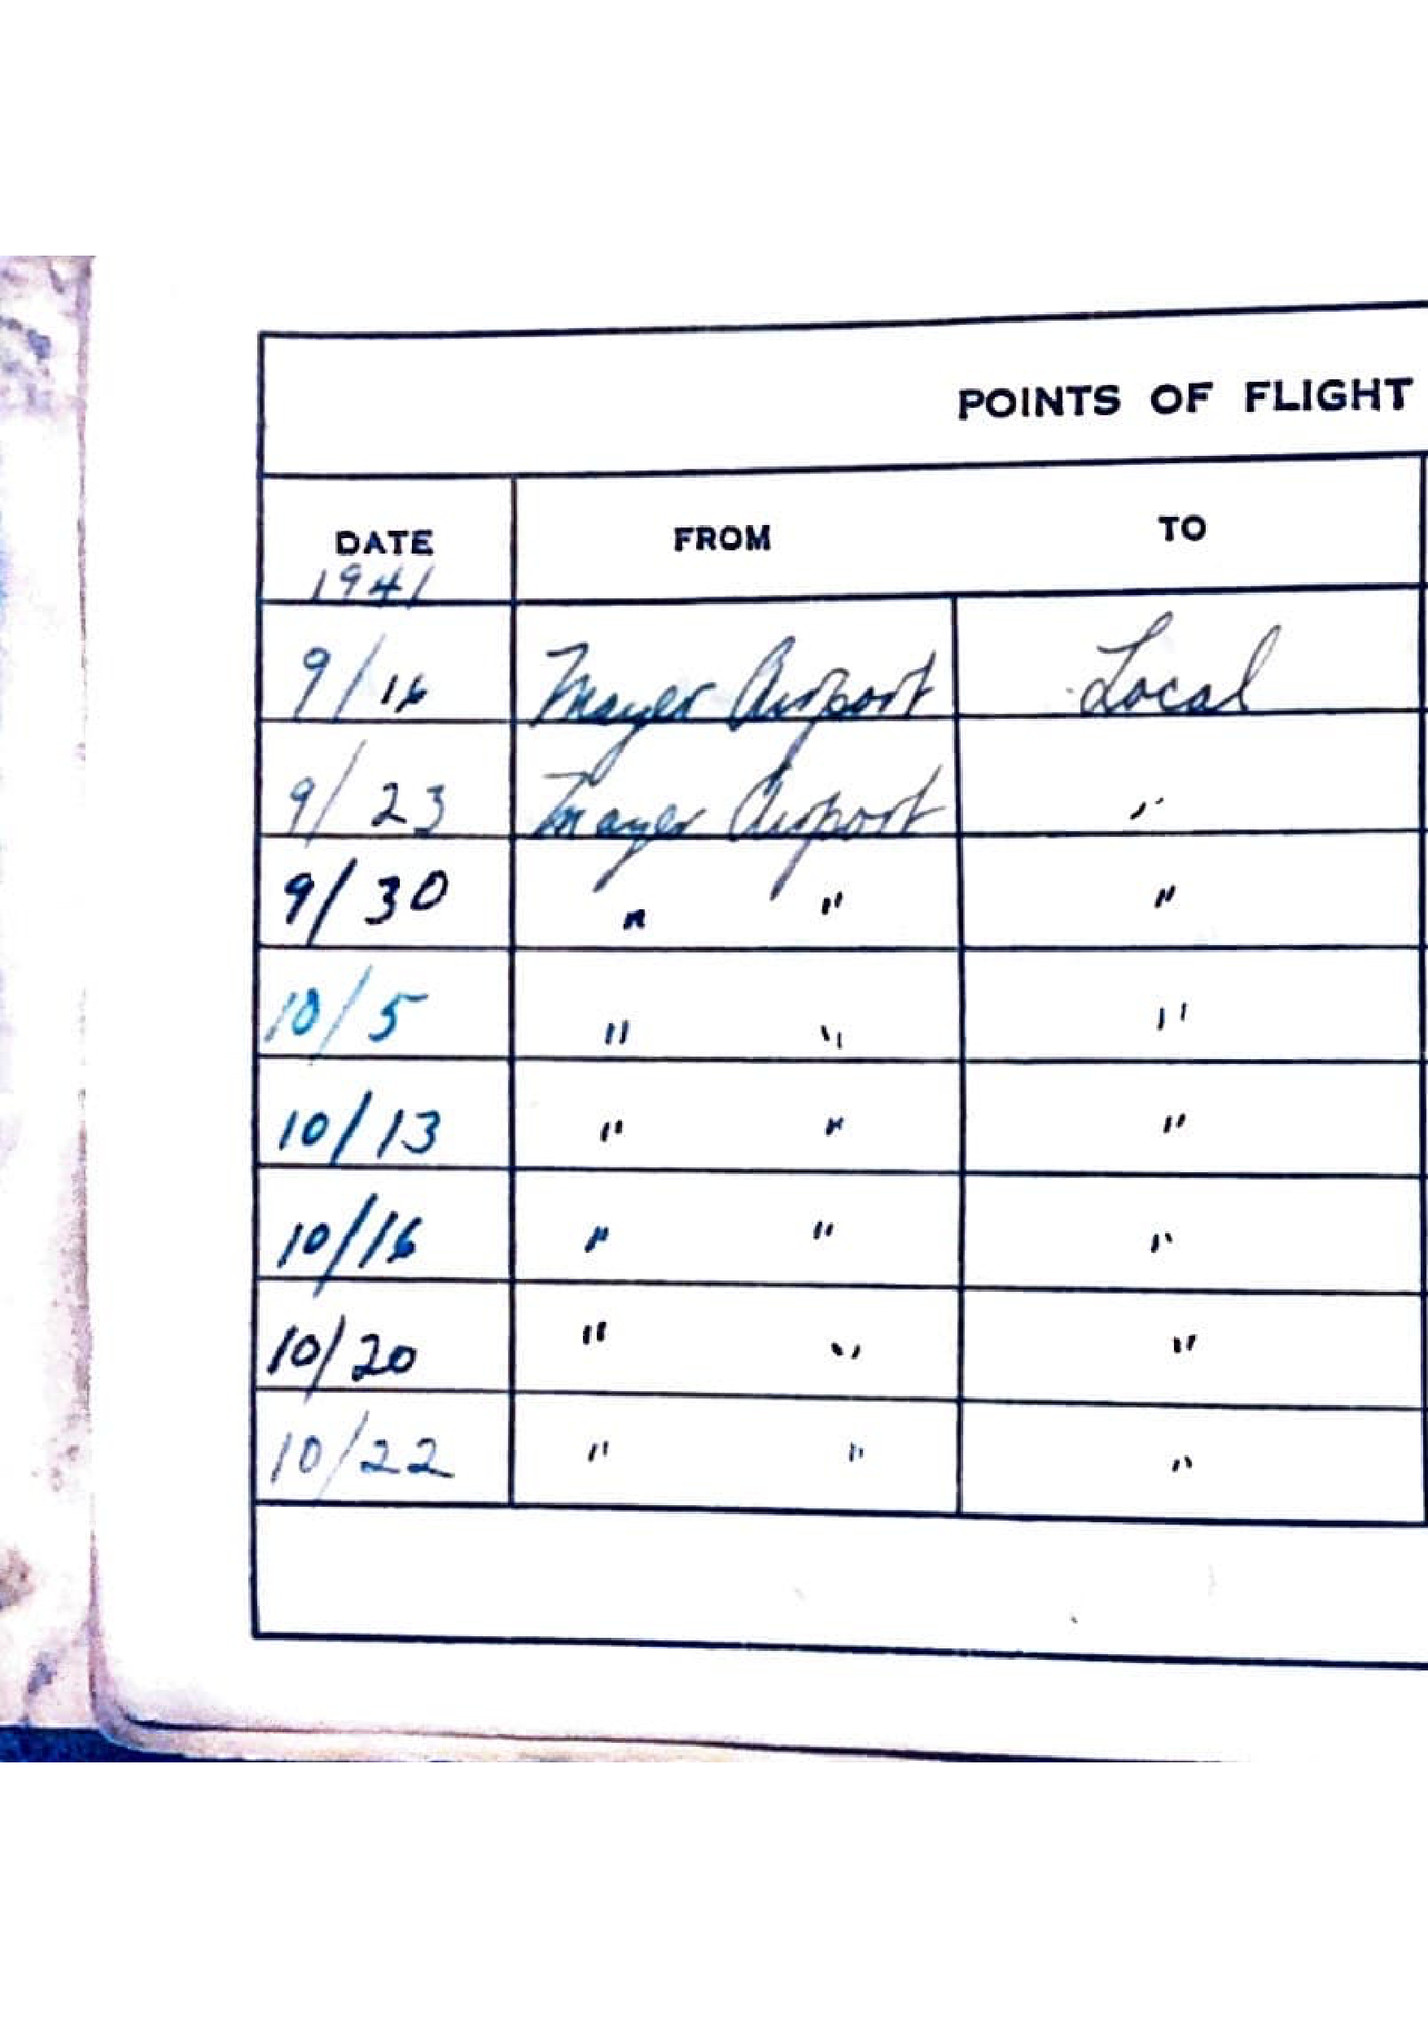 POINTS OF FLIGHT
DATE FROM TO
1941
9/16 Mayer Airport Local
9/23 Mayer Airport "
9/30 " " "
10/5 " " "
10/13 " " "
10/16 " " "
10/20 " " "
10/22 " " "